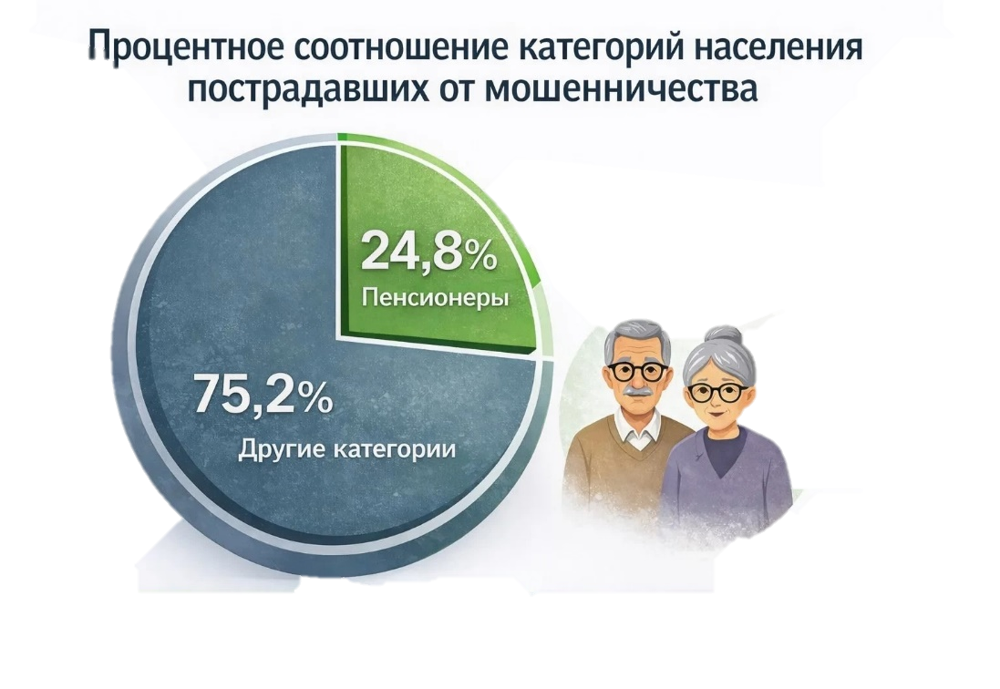 Процентное соотношение категорий населения
пострадавших от мошенничества
24,8%
Пенсионеры
75,2%
Другие категории